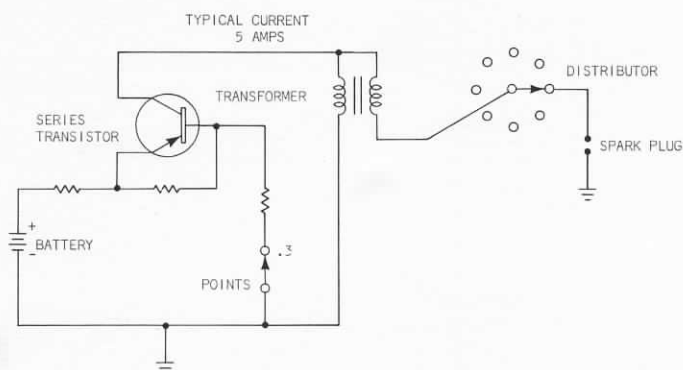 TYPICAL CURRENT
5 AMPS
TRANSFORMER
DISTRIBUTOR
SERIES
TRANSISTOR
SPARK PLUG
+
BATTERY
-
.3
POINTS